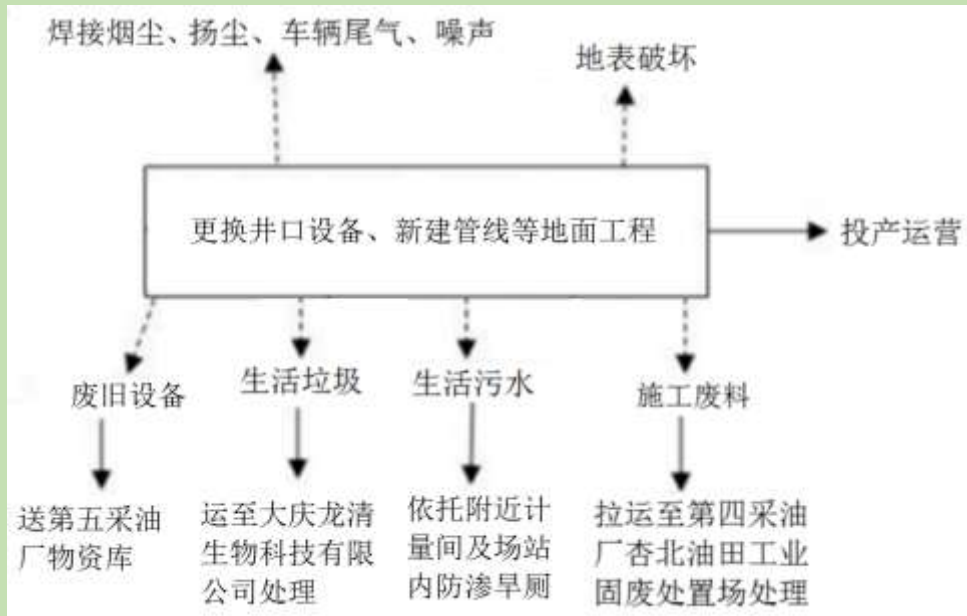 焊接烟尘、扬尘、车辆尾气、噪声
地表破坏
更换井口设备、新建管线等地面工程
投产运营
废旧设备
生活垃圾
生活污水
施工废料
送第五采油
厂物资库
运至大庆龙清
生物科技有限
公司处理
依托附近计
量间及场站
内防渗旱厕
拉运至第四采油
厂杏北油田工业
固废处置场处理